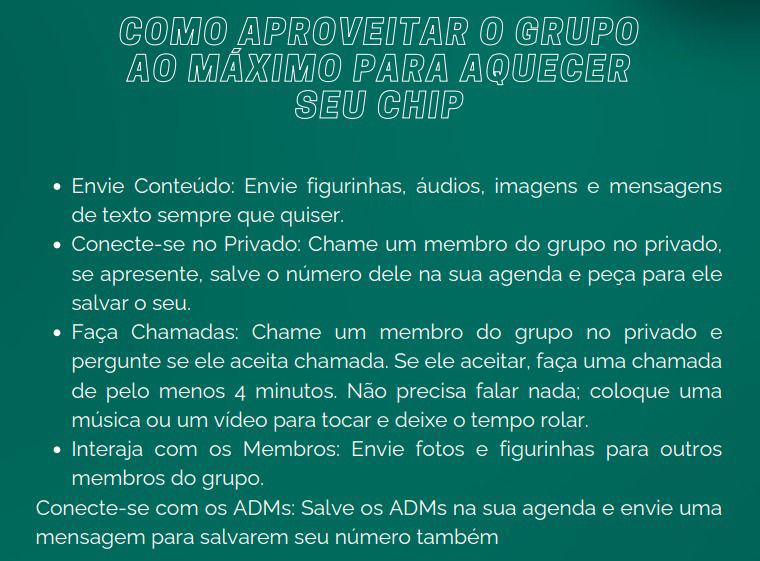 COMO APROVEITAR O GRUPO
AO MÁXIMO PARA AQUECER
SEU CHIP
• Envie Conteúdo: Envie figurinhas, áudios, imagens e mensagens
de texto sempre que quiser.
• Conecte-se no Privado: Chame um membro do grupo no privado,
se apresente, salve o número dele na sua agenda e peça para ele
salvar o seu.
• Faça Chamadas: Chame um membro do grupo no privado e
pergunte se ele aceita chamada. Se ele aceitar, faça uma chamada
de pelo menos 4 minutos. Não precisa falar nada; coloque uma
música ou um vídeo para tocar e deixe o tempo rolar.
• Interaja com os Membros: Envie fotos e figurinhas para outros
membros do grupo.
Conecte-se com os ADMs: Salve os ADMs na sua agenda e envie uma
mensagem para salvarem seu número também